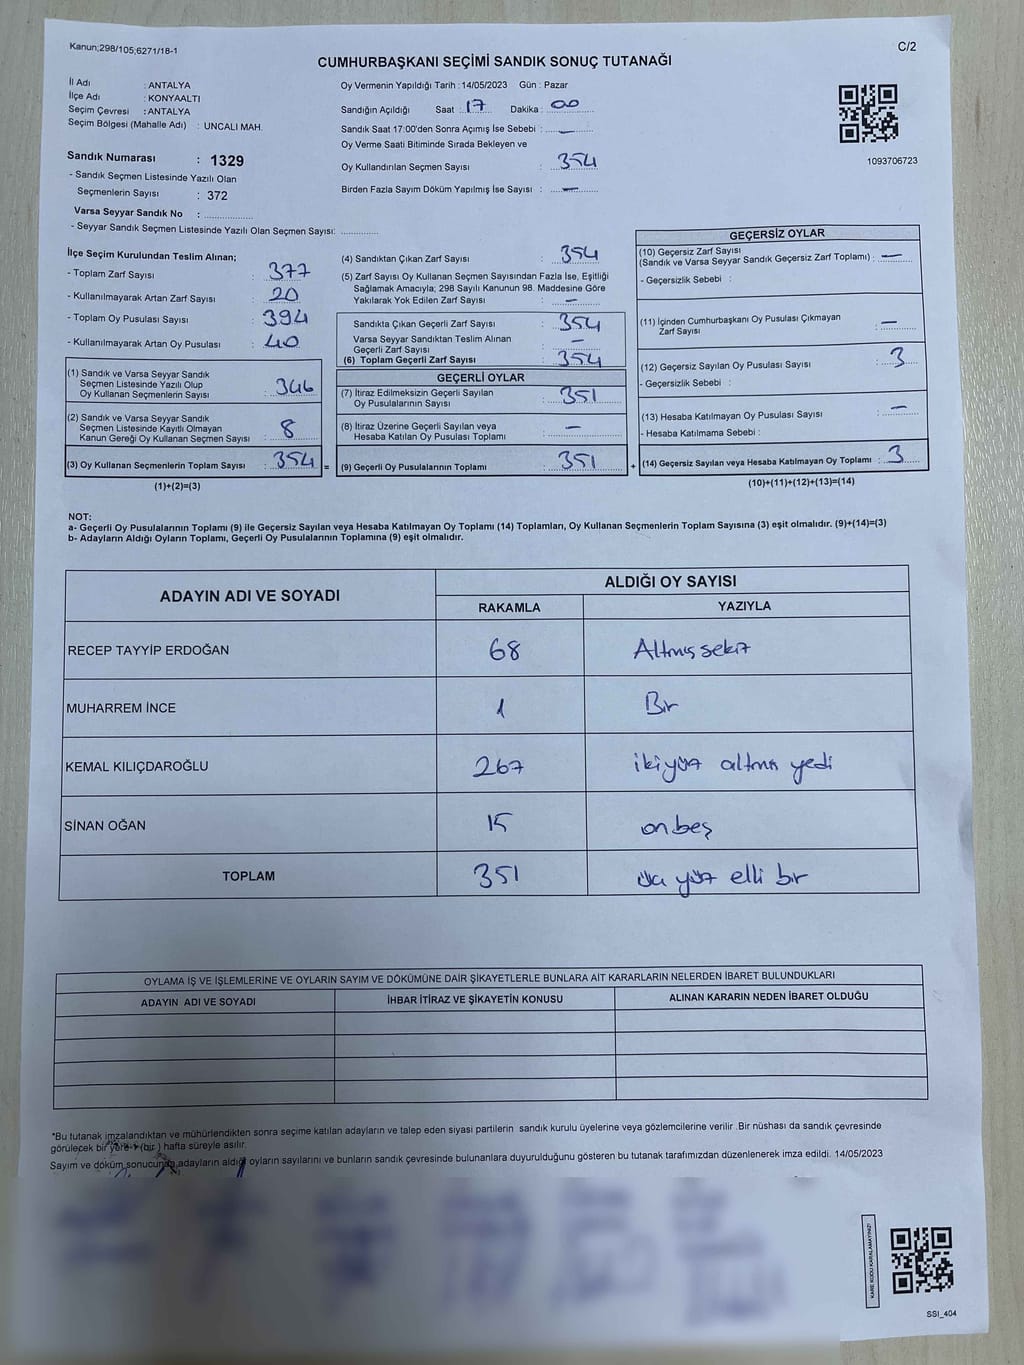 Kanun;298/105;6271/18-1
C/2
CUMHURBAŞKANI SEÇİMİ SANDIK SONUÇ TUTANAĞI
İl Adı : ANTALYA
İlçe Adı : KONYAALTI
Seçim Çevresi : ANTALYA
Seçim Bölgesi (Mahalle Adı) : UNCALI MAH.
Sandık Numarası : 1329
- Sandık Seçmen Listesinde Yazılı Olan
Seçmenlerin Sayısı : 372
Varsa Seyyar Sandık No : ..............
- Seyyar Sandık Seçmen Listesinde Yazılı Olan Seçmen Sayısı: ............
Oy Vermenin Yapıldığı Tarih : 14/05/2023 Gün : Pazar
Sandığın Açıldığı Saat : 17 Dakika : 00
Sandık Saat 17:00'den Sonra Açımış İse Sebebi : —
Oy Verme Saati Bitiminde Sırada Bekleyen ve
Oy Kullandırılan Seçmen Sayısı : 354
Birden Fazla Sayım Döküm Yapılmış İse Sayısı : —
1093706723
İlçe Seçim Kurulundan Teslim Alınan;
- Toplam Zarf Sayısı : 377
- Kullanılmayarak Artan Zarf Sayısı : 20
- Toplam Oy Pusulası Sayısı : 394
- Kullanılmayarak Artan Oy Pusulası : 40
(1) Sandık ve Varsa Seyyar Sandık
Seçmen Listesinde Yazılı Olup
Oy Kullanan Seçmenlerin Sayısı : 346
(2) Sandık ve Varsa Seyyar Sandık
Seçmen Listesinde Kayıtlı Olmayan
Kanun Gereği Oy Kullanan Seçmen Sayısı : 8
(3) Oy Kullanan Seçmenlerin Toplam Sayısı : 354 =
(1)+(2)=(3)
(4) Sandıktan Çıkan Zarf Sayısı : 354
(5) Zarf Sayısı Oy Kullanan Seçmen Sayısından Fazla İse, Eşitliği
Sağlamak Amacıyla; 298 Sayılı Kanunun 98. Maddesine Göre
Yakılarak Yok Edilen Zarf Sayısı : —
Sandıkta Çıkan Geçerli Zarf Sayısı : 354
Varsa Seyyar Sandıktan Teslim Alınan
Geçerli Zarf Sayısı : —
(6) Toplam Geçerli Zarf Sayısı : 354
GEÇERLİ OYLAR
(7) İtiraz Edilmeksizin Geçerli Sayılan
Oy Pusulalarının Sayısı : 351
(8) İtiraz Üzerine Geçerli Sayılan veya
Hesaba Katılan Oy Pusulası Toplamı : —
(9) Geçerli Oy Pusulalarının Toplamı : 351 +
GEÇERSİZ OYLAR
(10) Geçersiz Zarf Sayısı
(Sandık ve Varsa Seyyar Sandık Geçersiz Zarf Toplamı) : —
- Geçersizlik Sebebi :
(11) İçinden Cumhurbaşkanı Oy Pusulası Çıkmayan
Zarf Sayısı : —
(12) Geçersiz Sayılan Oy Pusulası Sayısı : 3
- Geçersizlik Sebebi :
(13) Hesaba Katılmayan Oy Pusulası Sayısı : —
- Hesaba Katılmama Sebebi :
(14) Geçersiz Sayılan veya Hesaba Katılmayan Oy Toplamı : 3
(10)+(11)+(12)+(13)=(14)
NOT:
a- Geçerli Oy Pusulalarının Toplamı (9) ile Geçersiz Sayılan veya Hesaba Katılmayan Oy Toplamı (14) Toplamları, Oy Kullanan Seçmenlerin Toplam Sayısına (3) eşit olmalıdır. (9)+(14)=(3)
b- Adayların Aldığı Oyların Toplamı, Geçerli Oy Pusulalarının Toplamına (9) eşit olmalıdır.
ADAYIN ADI VE SOYADI ALDIĞI OY SAYISI
RAKAMLA YAZIYLA
RECEP TAYYİP ERDOĞAN 68 Altmış sekiz
MUHARREM İNCE 1 Bir
KEMAL KILIÇDAROĞLU 267 ikiyüz altmış yedi
SİNAN OĞAN 15 on beş
TOPLAM 351 üç yüz elli bir
OYLAMA İŞ VE İŞLEMLERİNE VE OYLARIN SAYIM VE DÖKÜMÜNE DAİR ŞİKAYETLERLE BUNLARA AİT KARARLARIN NELERDEN İBARET BULUNDUKLARI
ADAYIN ADI VE SOYADI İHBAR İTİRAZ VE ŞİKAYETİN KONUSU ALINAN KARARIN NEDEN İBARET OLDUĞU
*Bu tutanak imzalandıktan ve mühürlendikten sonra seçime katılan adayların ve talep eden siyasi partilerin sandık kurulu üyelerine veya gözlemcilerine verilir .Bir nüshası da sandık çevresinde
görülecek bir yere 1 (bir ) hafta süreyle asılır.
Sayım ve döküm sonucunda adayların aldığı oyların sayılarını ve bunların sandık çevresinde bulunanlara duyurulduğunu gösteren bu tutanak tarafımızdan düzenlenerek imza edildi. 14/05/2023
KARE KODU KARALAMAYINIZ!
SSI_404